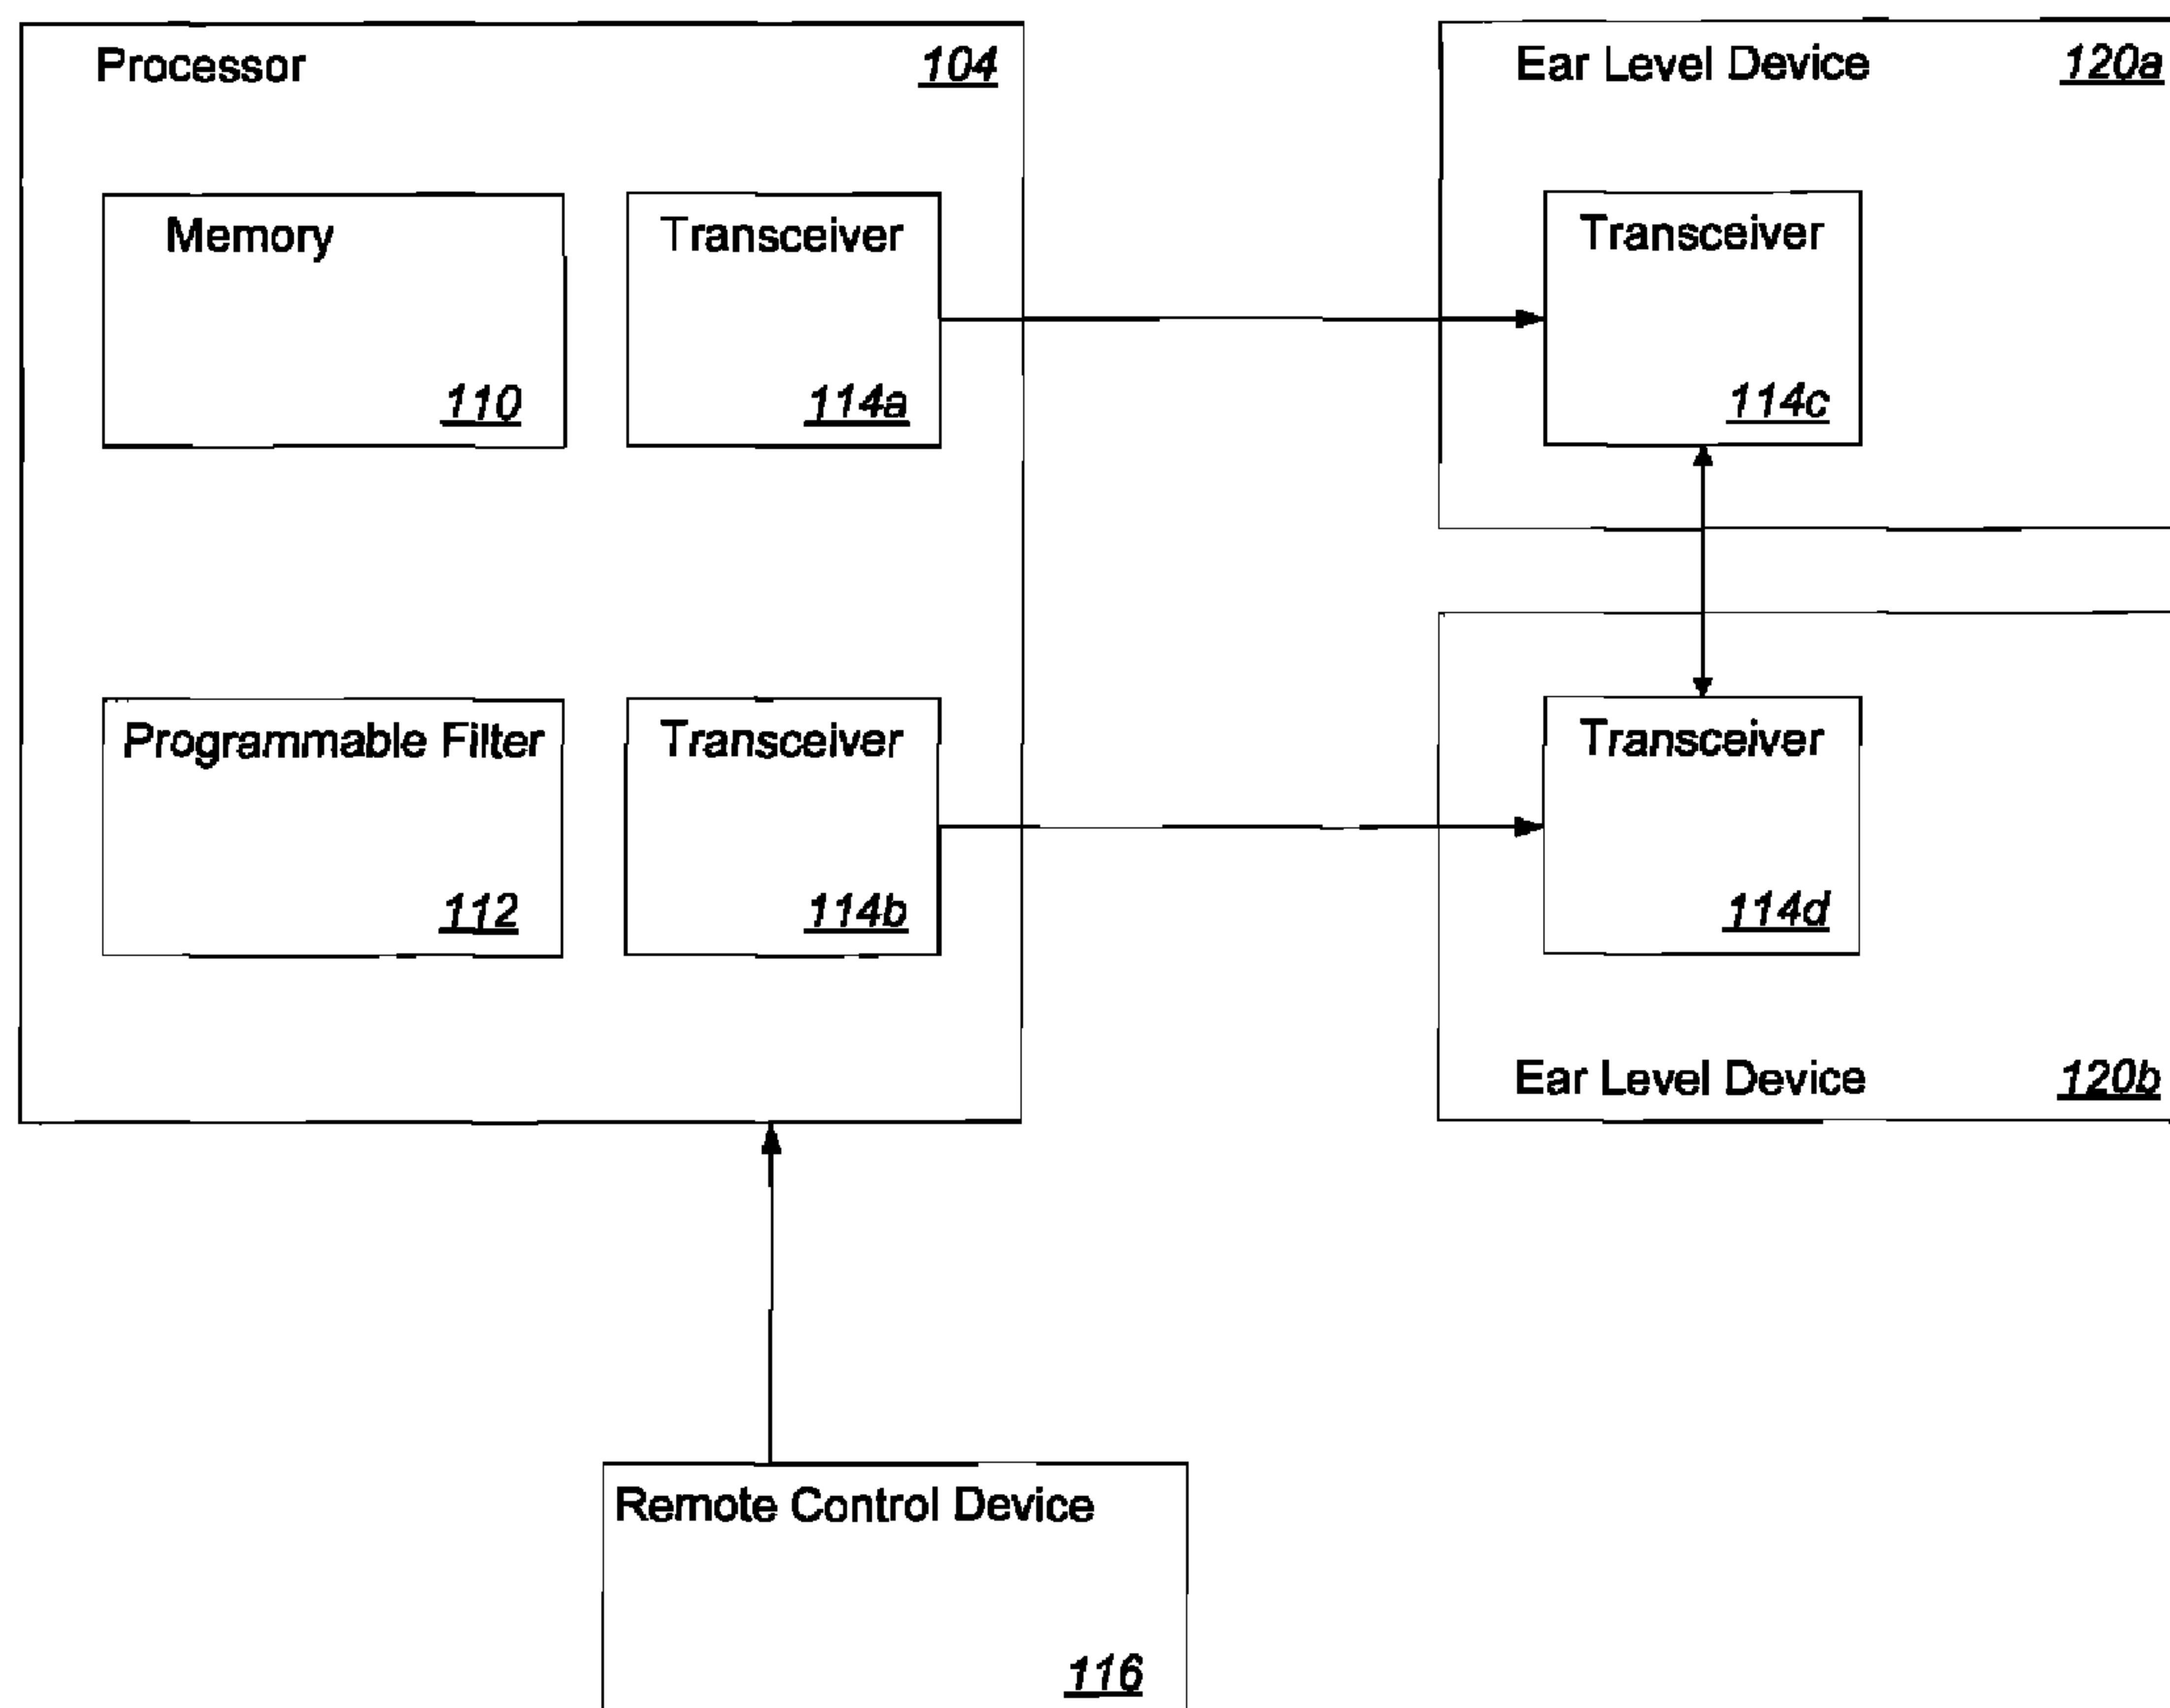 Processor 104
Memory
110
Transceiver
114a
Programmable Filter
112
Transceiver
114b
Ear Level Device 120a
Transceiver
114c
Transceiver
114d
Ear Level Device 120b
Remote Control Device
116